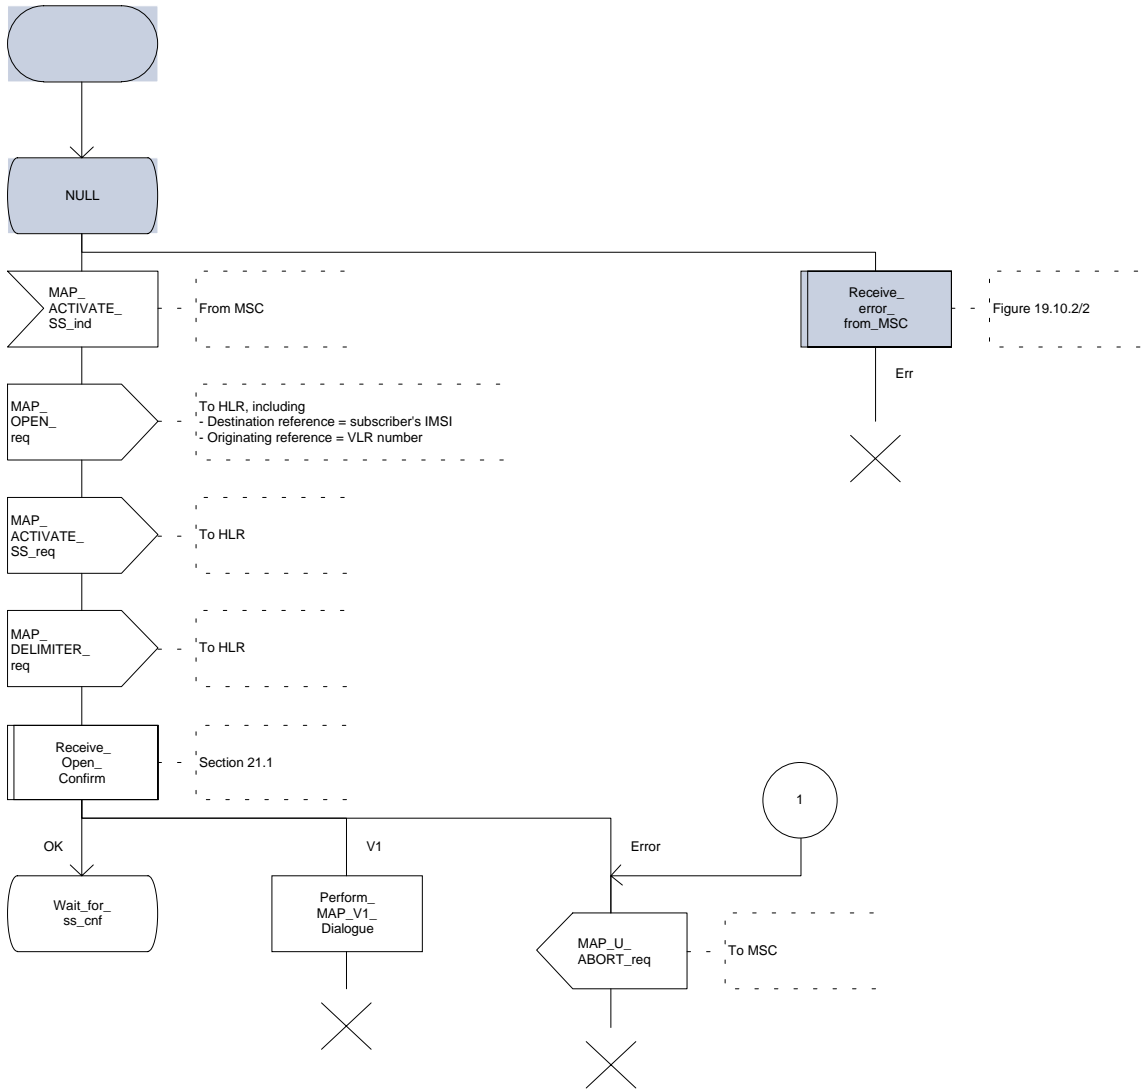 NULL
MAP_
ACTIVATE_
SS_ind
From MSC
Receive_
error_
from_MSC
Figure 19.10.2/2
Err
MAP_
OPEN_
req
To HLR, including
- Destination reference = subscriber's IMSI
- Originating reference = VLR number
MAP_
ACTIVATE_
SS_req
To HLR
MAP_
DELIMITER_
req
To HLR
Receive_
Open_
Confirm
Section 21.1
1
OK
V1
Error
Wait_for_
ss_cnf
Perform_
MAP_V1_
Dialogue
MAP_U_
ABORT_req
To MSC